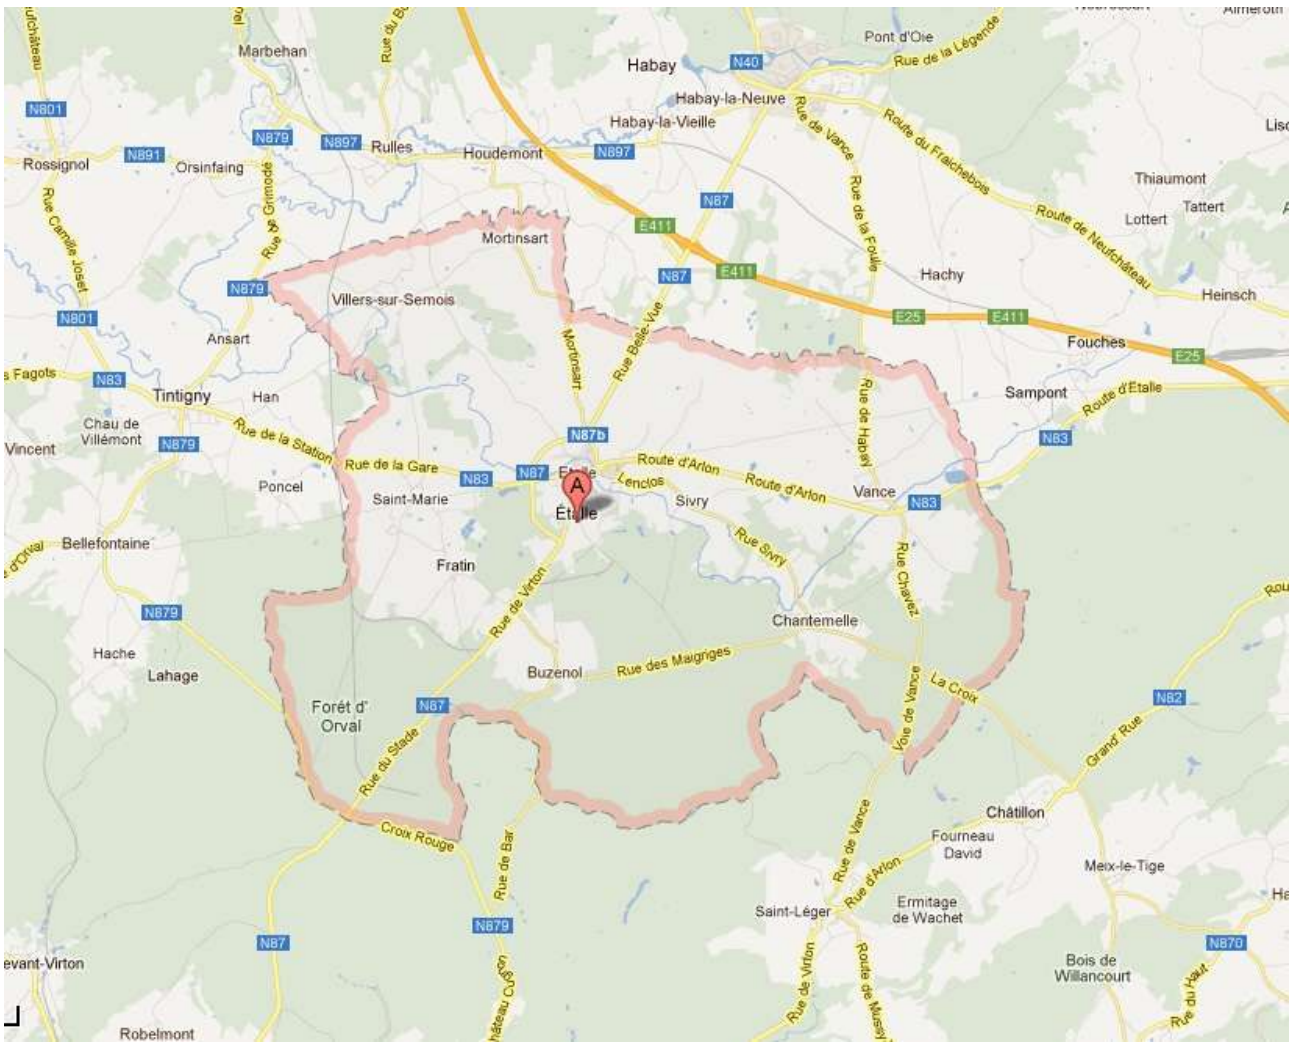 Habay
Pont d'Oie
Rue de la Légende
N40
Marbehan
N801
Habay-la-Neuve
Habay-la-Vieille
Rue de Vance
Route du Fraichebois
N879
N897
Rulles
Houdemont
N897
Rossignol
N891
Orsinfaing
Rue Camille Joset
N87
Rue de la Foulie
Thiaumont
Lottert
Tattert
Route de Neufchâteau
Mortinsart
E411
N879
Villers-sur-Semois
N87
E411
Hachy
Heinsch
N801
Ansart
Mortinsart
Rue Belle-Vue
E25
E411
Fouches
E25
N83
Tintigny
Han
Rue de Habay
Sampont
Route d'Etalle
Chau de
Villémont
Vincent
N879
Rue de la Station
N87b
N83
Rue de la Gare
N83
N87
Etalle
Route d'Arlon
Lenclos
Route d'Arlon
Poncel
Saint-Marie
A
Sivry
Vance
N83
Étalle
Bellefontaine
Rue Sivry
Rue Chavez
Fratin
Rue de Virton
N879
Chantemelle
Hache
Lahage
Buzenol
Rue des Maigriges
La Croix
Forêt d'
Orval
N87
N82
Voie de Vance
Grand' Rue
Rue du Stade
Châtillon
Croix Rouge
Rue de Bar
Rue de Vance
Fourneau
David
Rue d'Arlon
Meix-le-Tige
Saint-Léger
Ermitage
de Wachet
N87
N879
N870
evant-Virton
Rue de Virton
Bois de
Willancourt
Rue du Haut
Robelmont